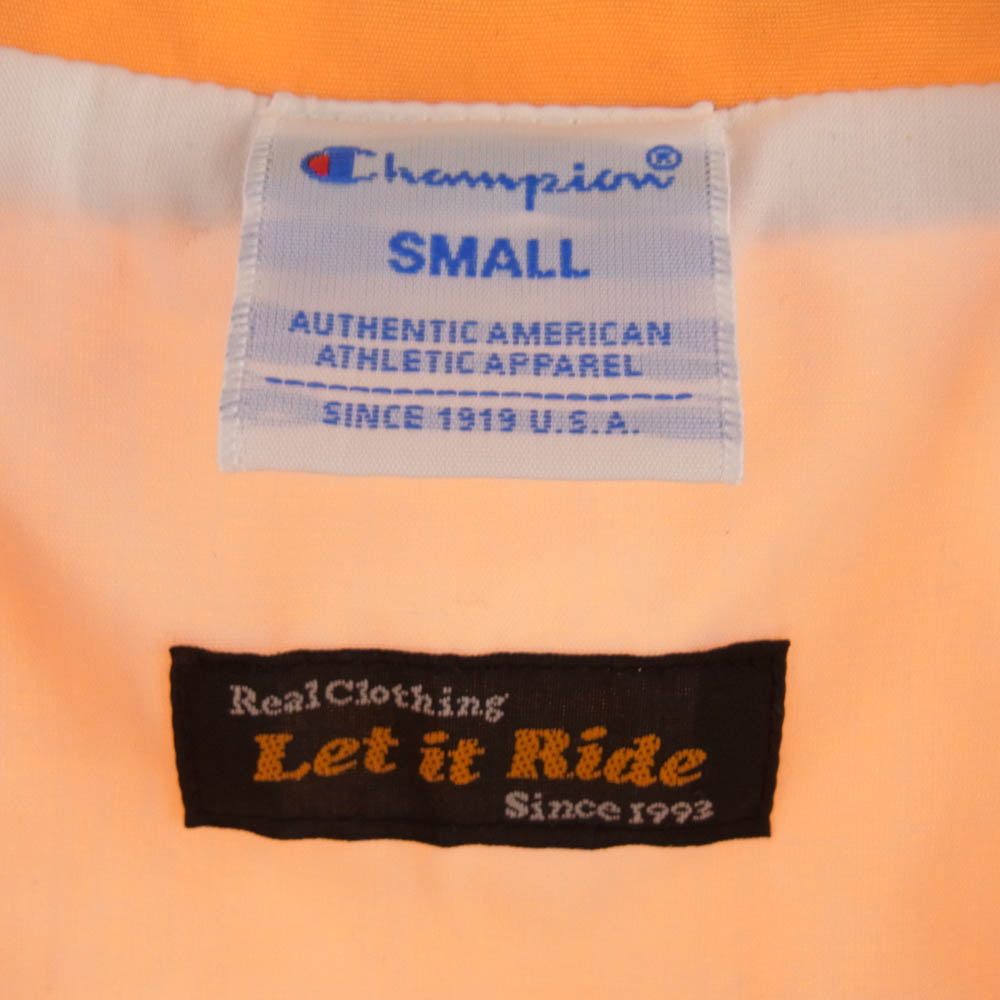 Champion®
SMALL
AUTHENTIC AMERICAN
ATHLETIC APPAREL
SINCE 1919 U.S.A.
Real Clothing
Let it Ride
Since 1993